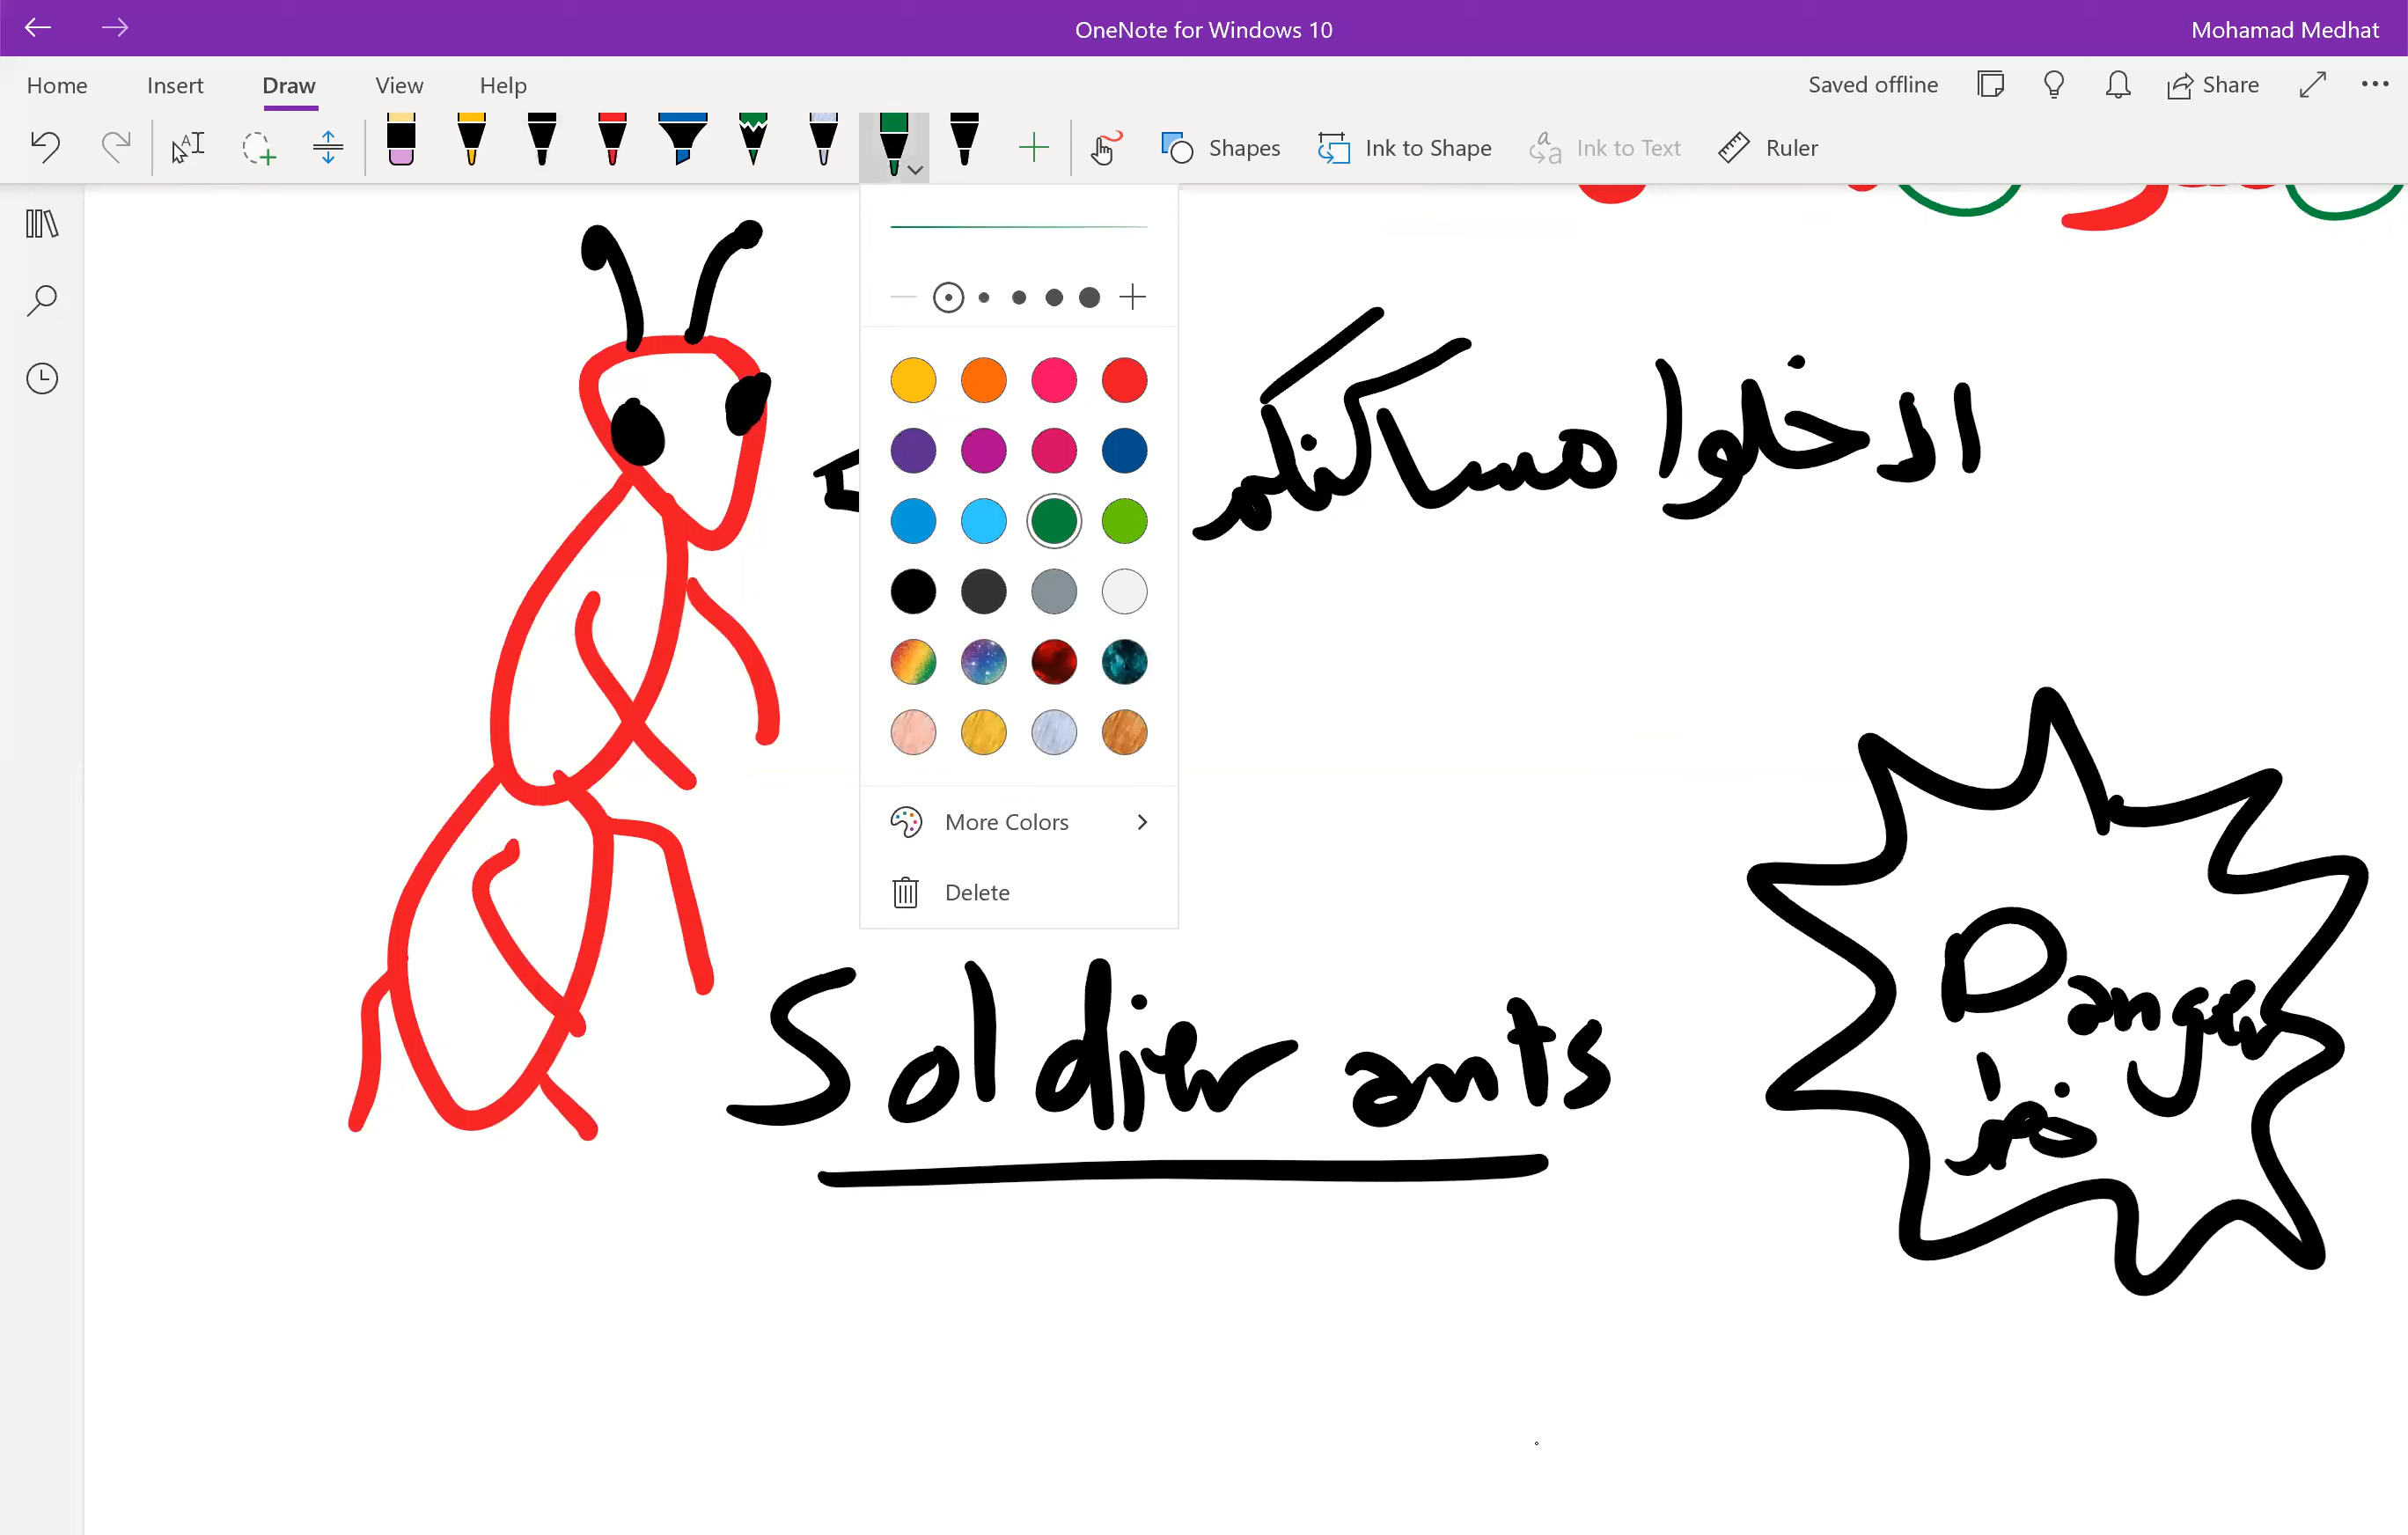 OneNote for Windows 10
Mohamad Medhat
Home Insert Draw View Help
Saved offline Share
Shapes Ink to Shape Ink to Text Ruler
الدخلوا مساكنكم
More Colors
Delete
Soldier ants
Danger